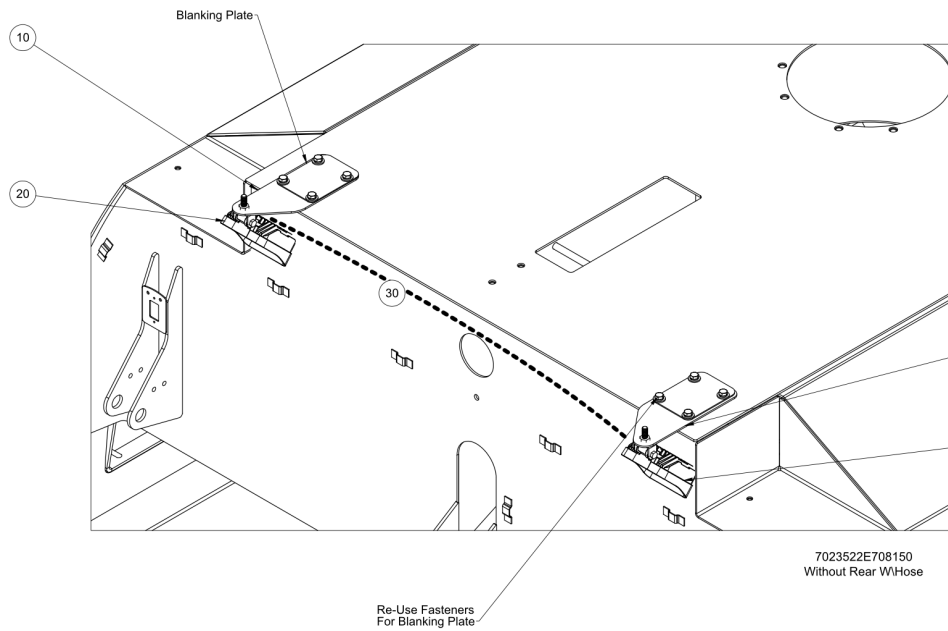 Blanking Plate
10
20
30
7023522E708150
Without Rear W\Hose
Re-Use Fasteners
For Blanking Plate